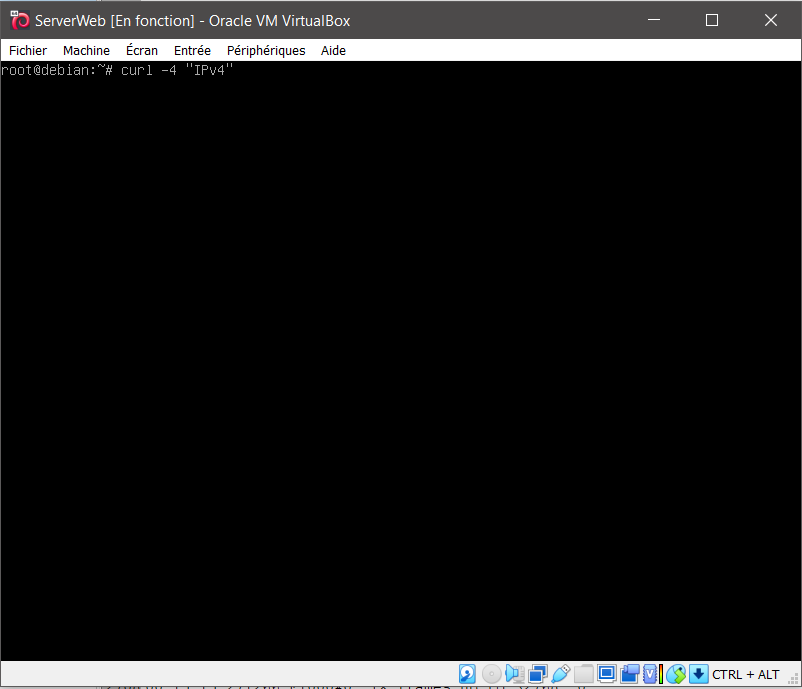 ServerWeb [En fonction] - Oracle VM VirtualBox
Fichier Machine Écran Entrée Périphériques Aide
root@debian:~# curl -4 "IPv4"
CTRL + ALT